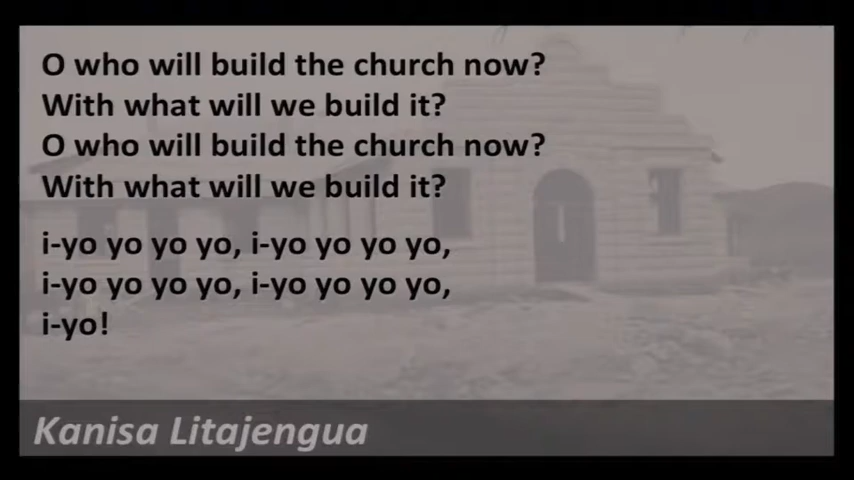 O who will build the church now?
With what will we build it?
O who will build the church now?
With what will we build it?
i-yo yo yo yo, i-yo yo yo yo,
i-yo yo yo yo, i-yo yo yo yo,
i-yo!
Kanisa Litajengua